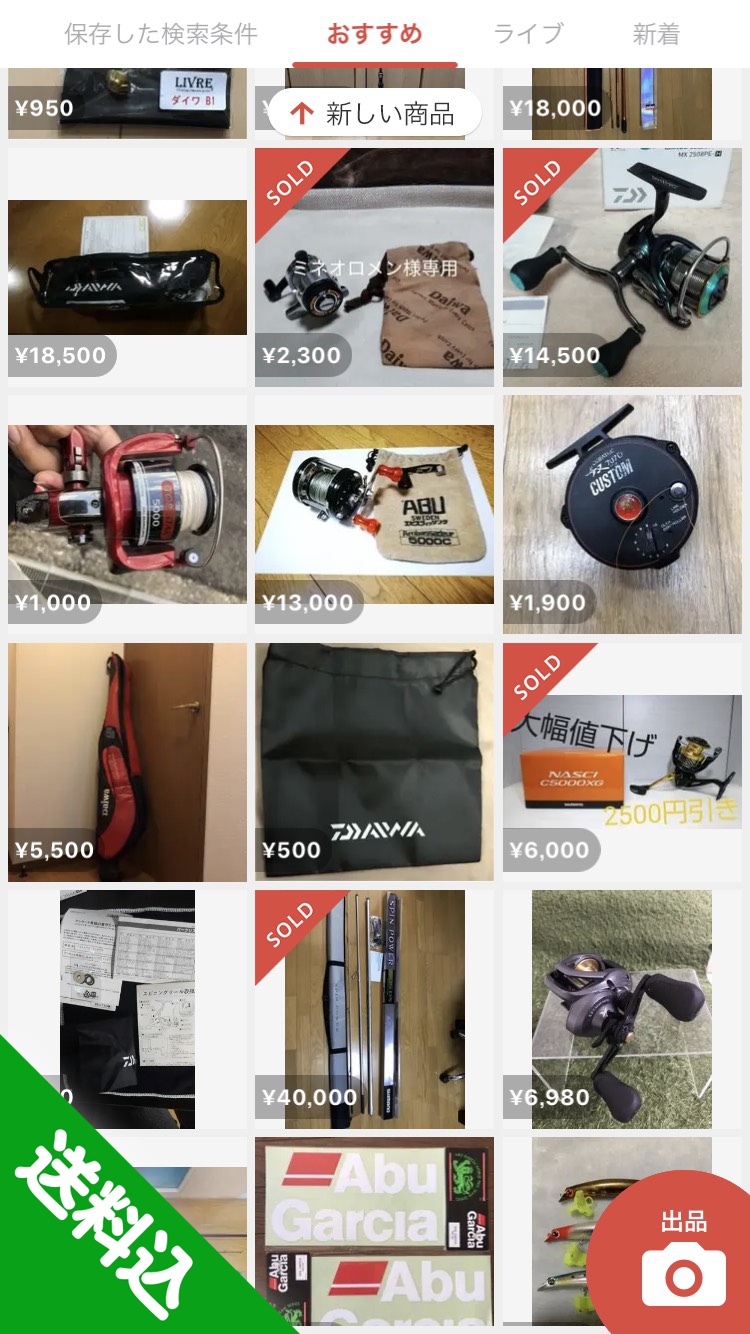 保存した検索条件
おすすめ
ライブ
新着
LIVRE
ダイワ B1
¥950
新しい商品
¥18,000
DAIWA
¥18,500
SOLD
ミネオロメン様専用
Daiwa
Daiwa
¥2,300
SOLD
MX 2508PE-H
¥14,500
5000
¥1,000
ABU
SWEDEN
Ambassadeur
5000C
¥13,000
CUSTOM
¥1,900
Daiwa
¥5,500
DAIWA
¥500
SOLD
大幅値下げ
NASCI
C5000XG
2500円引き
¥6,000
0
SOLD
SPIN POWER
¥40,000
¥6,980
送料込
Abu
Garcia
Abu
Garcia
Abu
Garcia
Abu
Garcia
出品